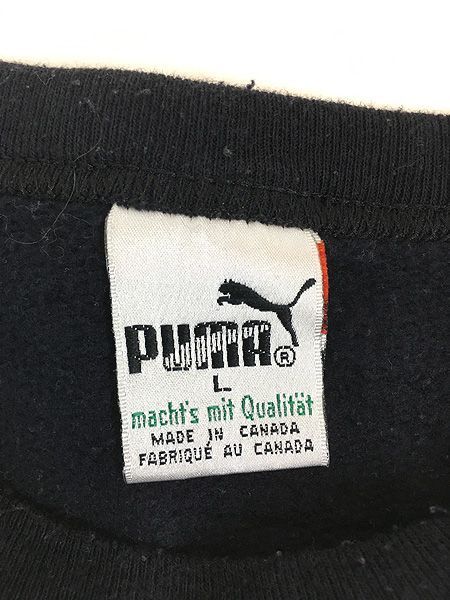 PUMA®
L
macht's mit Qualität
MADE IN CANADA
FABRIQUÉ AU CANADA